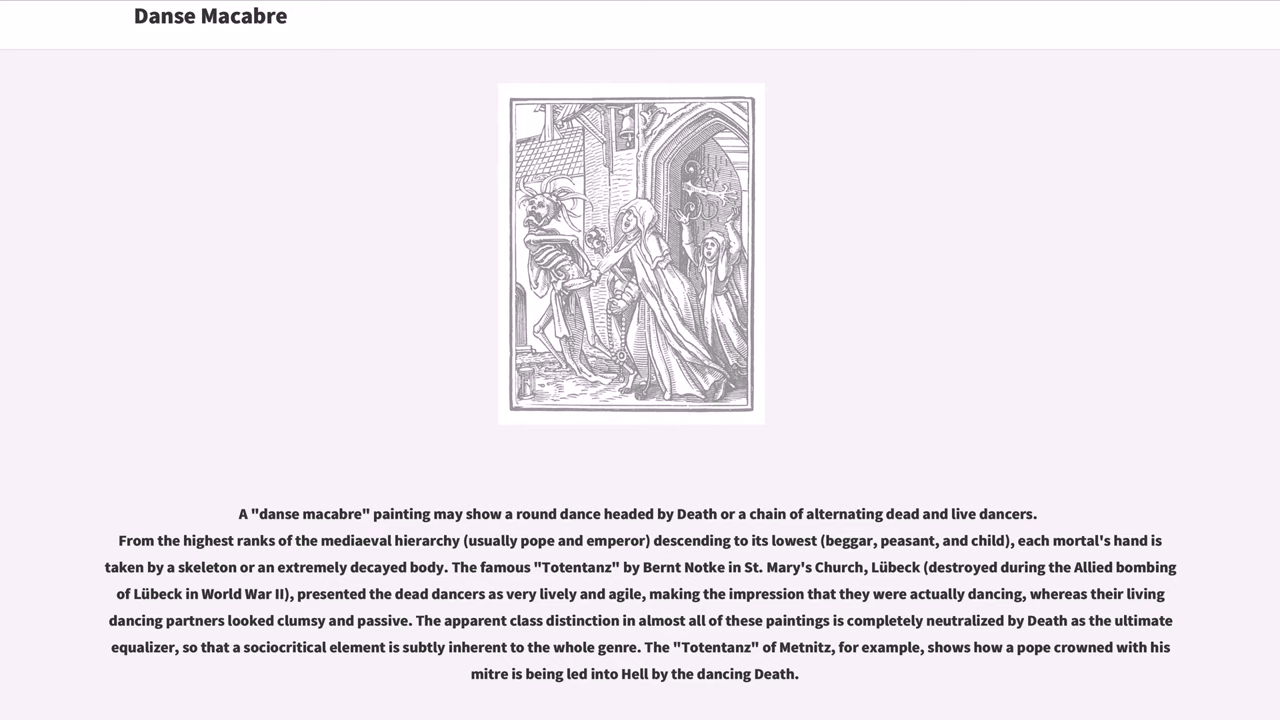 Danse Macabre
A "danse macabre" painting may show a round dance headed by Death or a chain of alternating dead and live dancers.
From the highest ranks of the mediaeval hierarchy (usually pope and emperor) descending to its lowest (beggar, peasant, and child), each mortal's hand is
taken by a skeleton or an extremely decayed body. The famous "Totentanz" by Bernt Notke in St. Mary's Church, Lübeck (destroyed during the Allied bombing
of Lübeck in World War II), presented the dead dancers as very lively and agile, making the impression that they were actually dancing, whereas their living
dancing partners looked clumsy and passive. The apparent class distinction in almost all of these paintings is completely neutralized by Death as the ultimate
equalizer, so that a sociocritical element is subtly inherent to the whole genre. The "Totentanz" of Metnitz, for example, shows how a pope crowned with his
mitre is being led into Hell by the dancing Death.